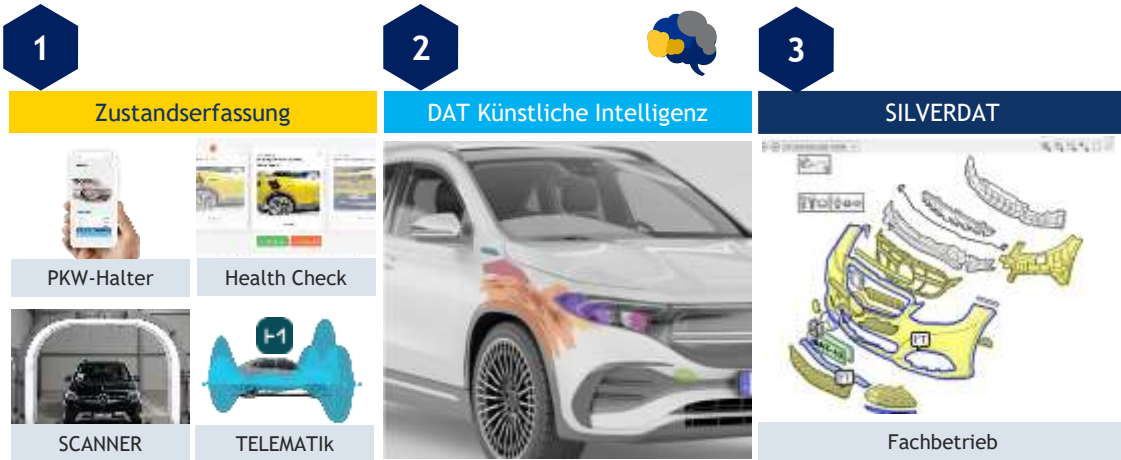 1
2
3
Zustandserfassung
DAT Künstliche Intelligenz
SILVERDAT
PKW-Halter
Health Check
SCANNER
TELEMATIk
Fachbetrieb